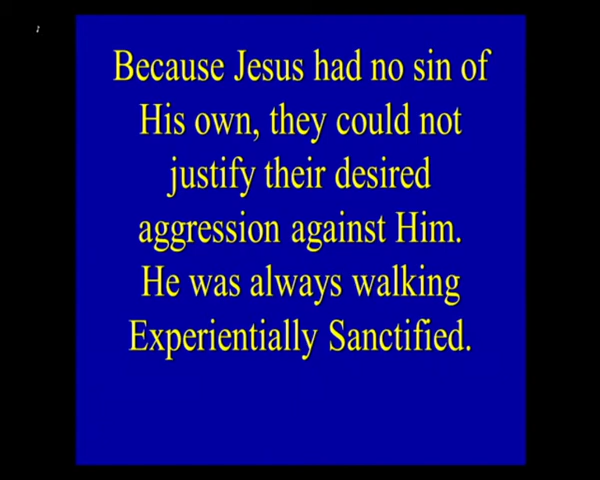 Because Jesus had no sin of
His own, they could not
justify their desired
aggression against Him.
He was always walking
Experientially Sanctified.